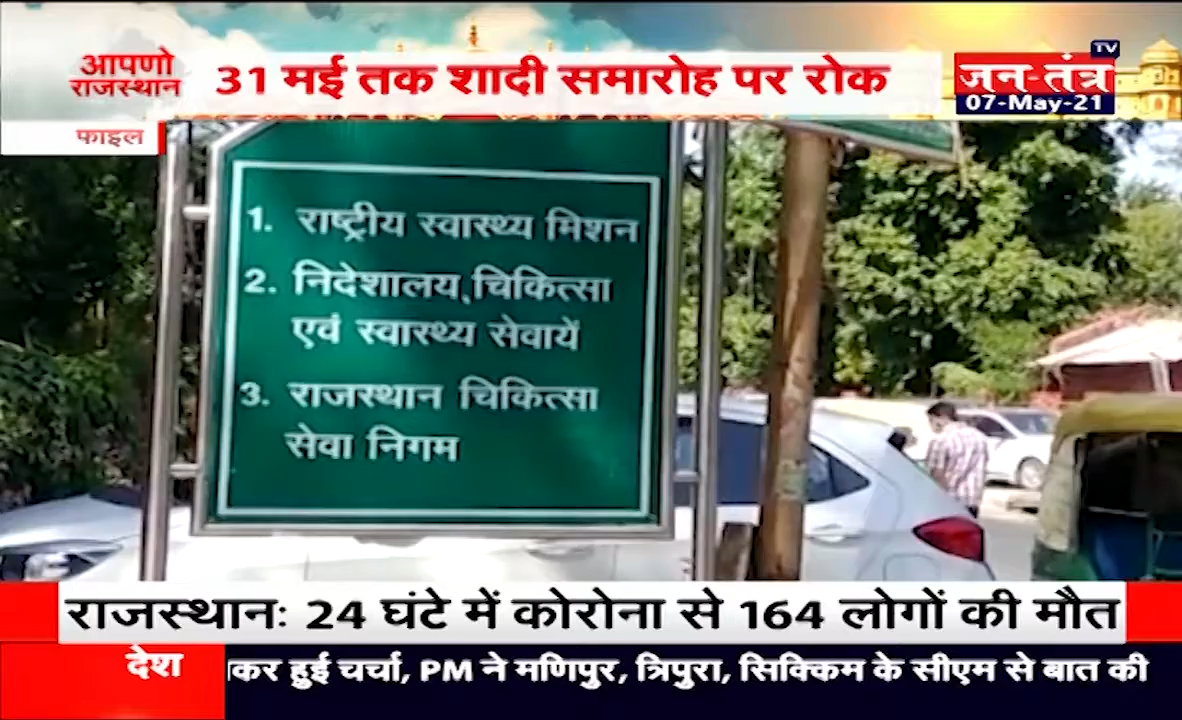 आपणो
राजस्थान
31 मई तक शादी समारोह पर रोक
TV
जन-तंत्र
07-May-21
फाइल
1. राष्ट्रीय स्वास्थ्य मिशन
2. निदेशालय,चिकित्सा
एवं स्वास्थ्य सेवायें
3. राजस्थान चिकित्सा
सेवा निगम
राजस्थान: 24 घंटे में कोरोना से 164 लोगों की मौत
देश
कर हुई चर्चा, PM ने मणिपुर, त्रिपुरा, सिक्किम के सीएम से बात की